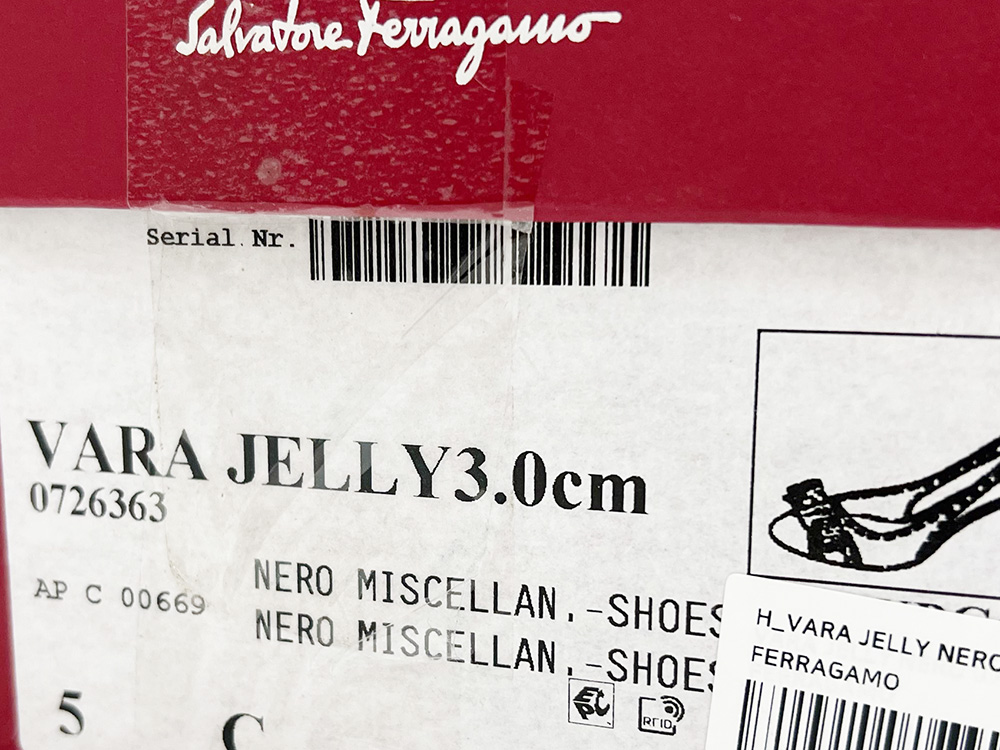 Salvatore Ferragamo
Serial Nr.
VARA JELLY3.0cm
0726363
AP C 00669
NERO MISCELLAN.-SHOES
NERO MISCELLAN.-SHOES
5 C
EPC
RFID
H_VARA JELLY NERO
FERRAGAMO